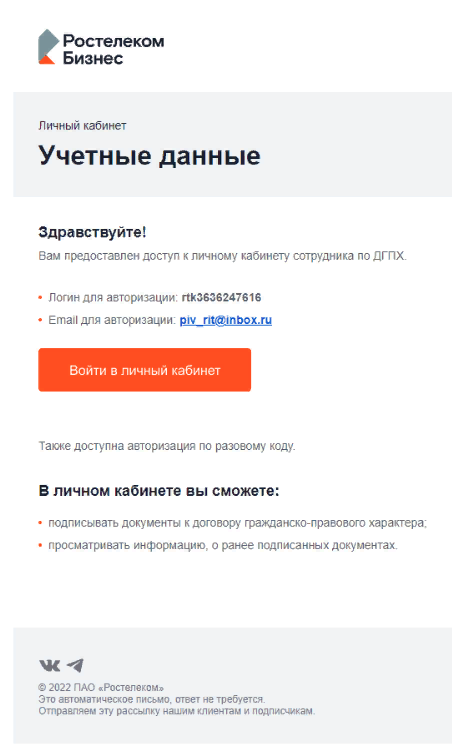 Ростелеком
Бизнес
Личный кабинет
Учетные данные
Здравствуйте!
Вам предоставлен доступ к личному кабинету сотрудника по ДГПХ.
• Логин для авторизации: rtk3636247616
• Email для авторизации: piv_rit@inbox.ru
Войти в личный кабинет
Также доступна авторизация по разовому коду.
В личном кабинете вы сможете:
• подписывать документы к договору гражданско-правового характера;
• просматривать информацию, о ранее подписанных документах.
© 2022 ПАО «Ростелеком»
Это автоматическое письмо, ответ не требуется.
Отправляем эту рассылку нашим клиентам и подписчикам.